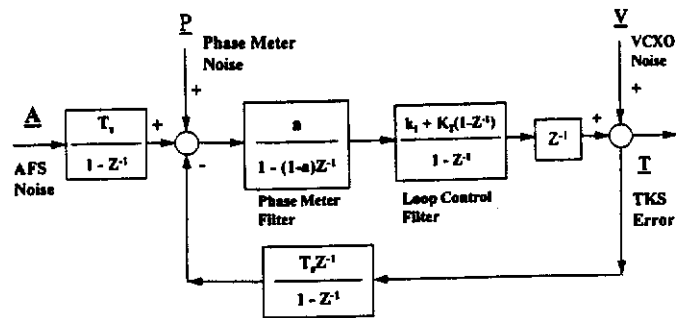 P
Phase Meter
Noise
+
V
VCXO
Noise
+
A
AFS
Noise
Ts
1 - Z-1
+
-
a
1 - (1-a)Z-1
Phase Meter
Filter
k1 + K2(1-Z-1)
1 - Z-1
Loop Control
Filter
Z-1
+
T
TKS
Error
TsZ-1
1 - Z-1